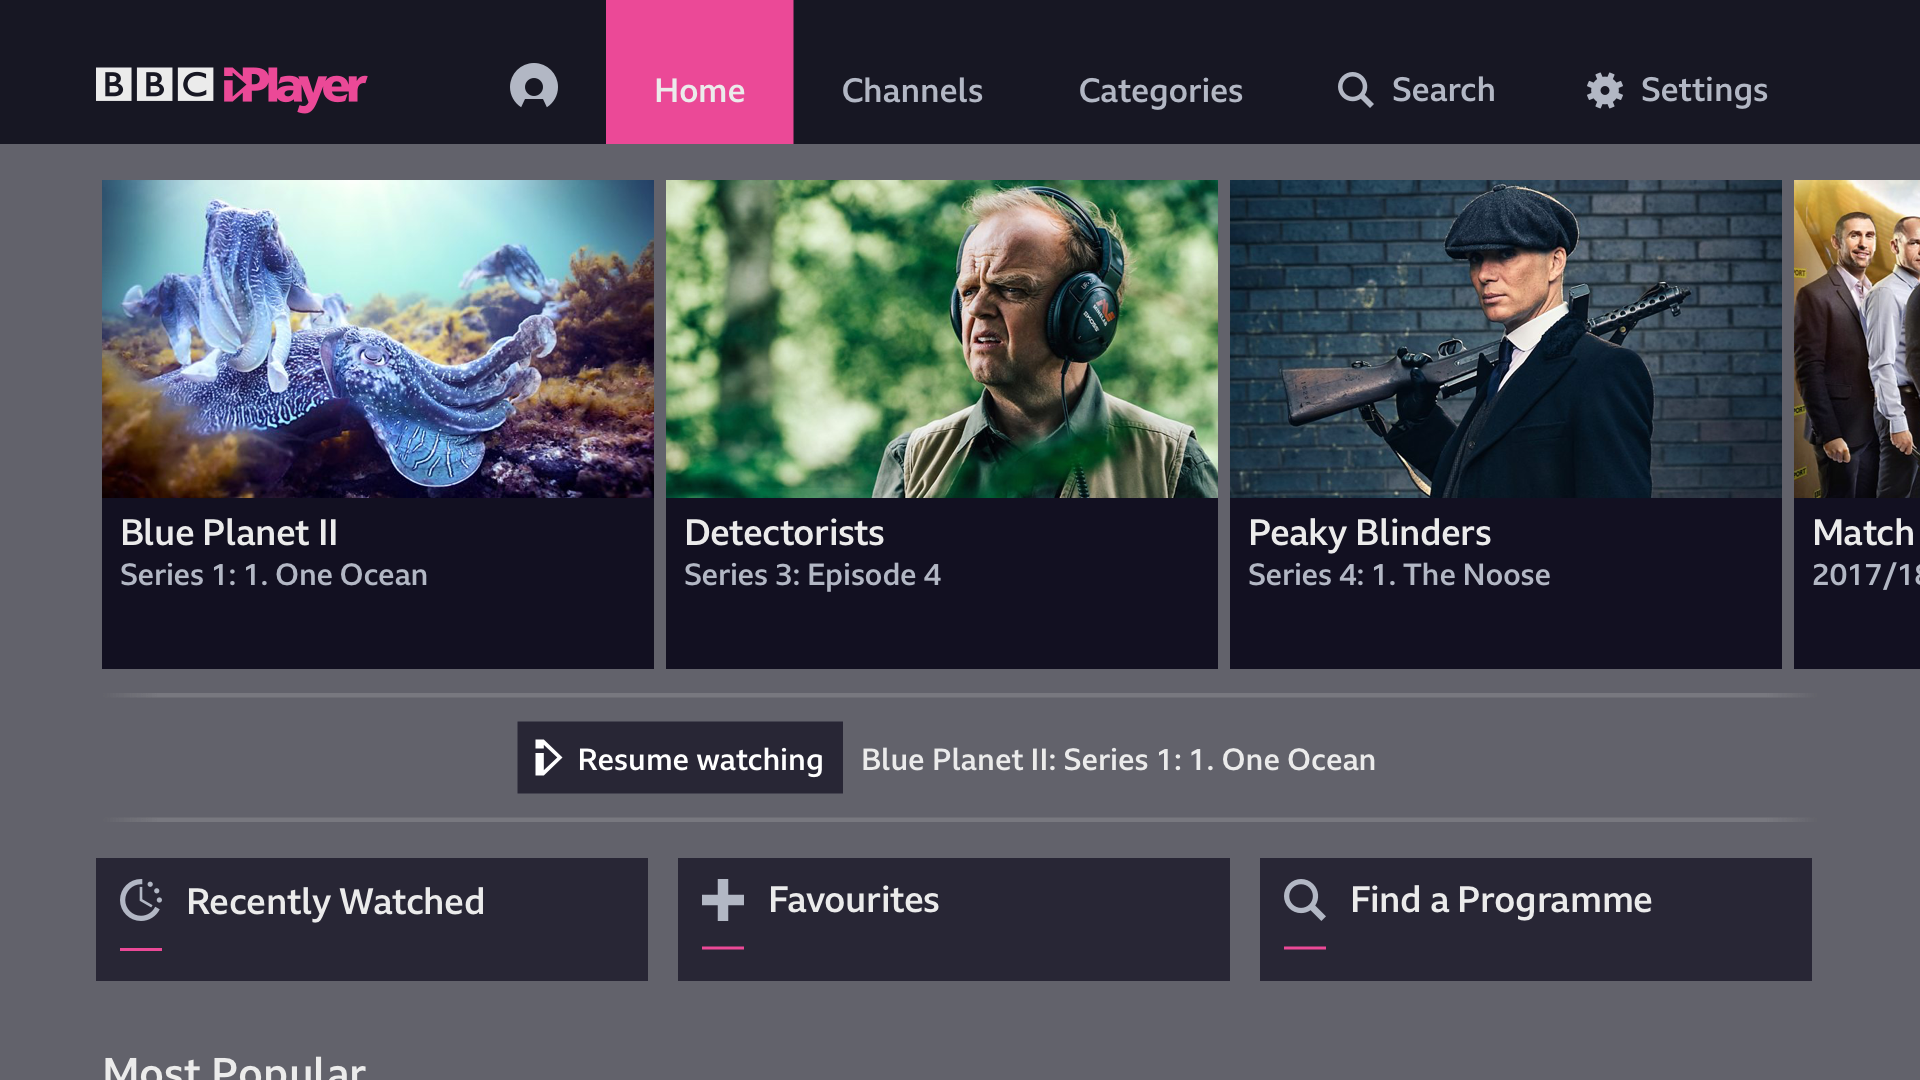 BBC iPlayer
Home
Channels
Categories
Search
Settings
Blue Planet II
Series 1: 1. One Ocean
Detectorists
Series 3: Episode 4
Peaky Blinders
Series 4: 1. The Noose
Match
2017/18
Resume watching
Blue Planet II: Series 1: 1. One Ocean
Recently Watched
Favourites
Find a Programme
Most Popular